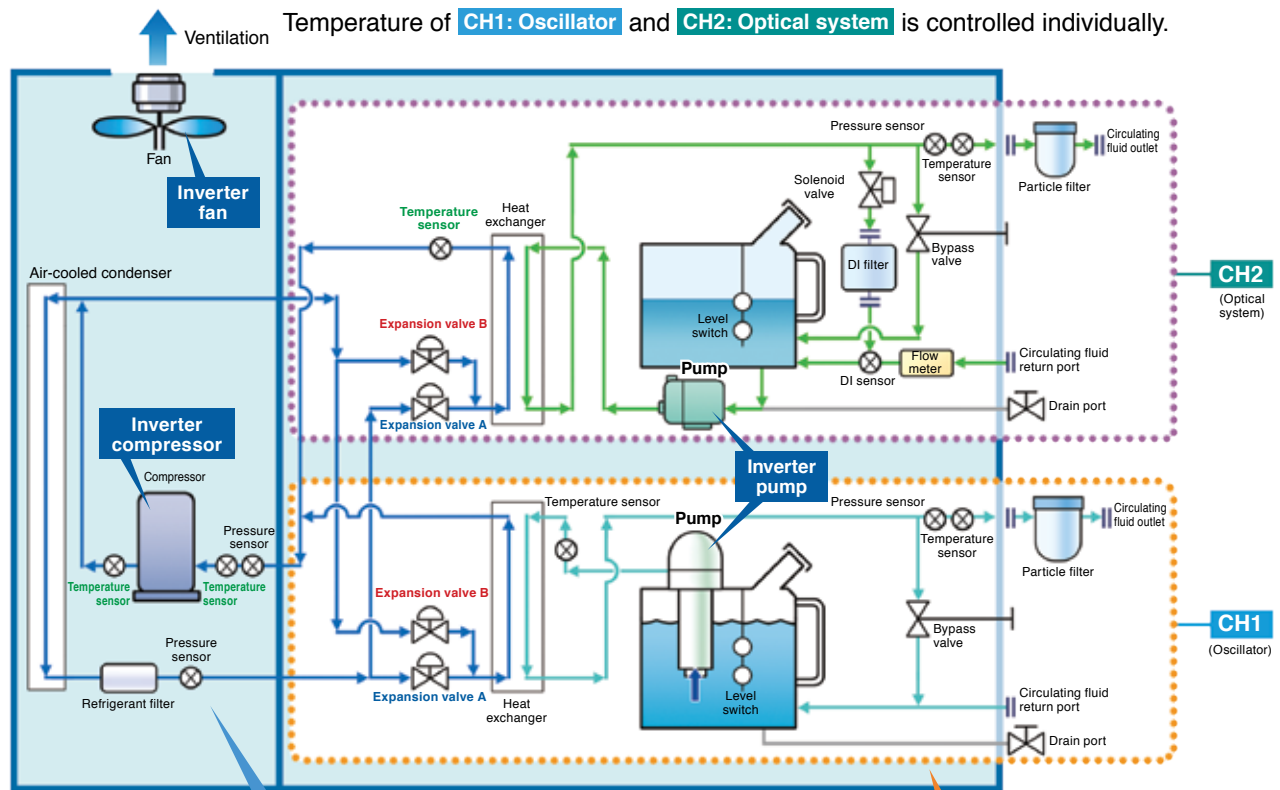 Temperature of CH1: Oscillator and CH2: Optical system is controlled individually.
Ventilation
Fan
Inverter
fan
Air-cooled condenser
Inverter
compressor
Compressor
Pressure
sensor
Temperature
sensor
Temperature
sensor
Pressure
sensor
Refrigerant filter
Temperature
sensor
Heat
exchanger
Expansion valve B
Expansion valve A
Pressure sensor
Temperature
sensor
Circulating
fluid outlet
Particle filter
Solenoid
valve
DI filter
Bypass
valve
Level
switch
Pump
DI sensor
Flow
meter
Circulating fluid
return port
Drain port
CH2
(Optical
system)
Inverter
pump
Temperature sensor
Pump
Pressure sensor
Temperature
sensor
Circulating
fluid outlet
Particle filter
Expansion valve B
Expansion valve A
Heat
exchanger
Level
switch
Bypass
valve
Circulating fluid
return port
Drain port
CH1
(Oscillator)